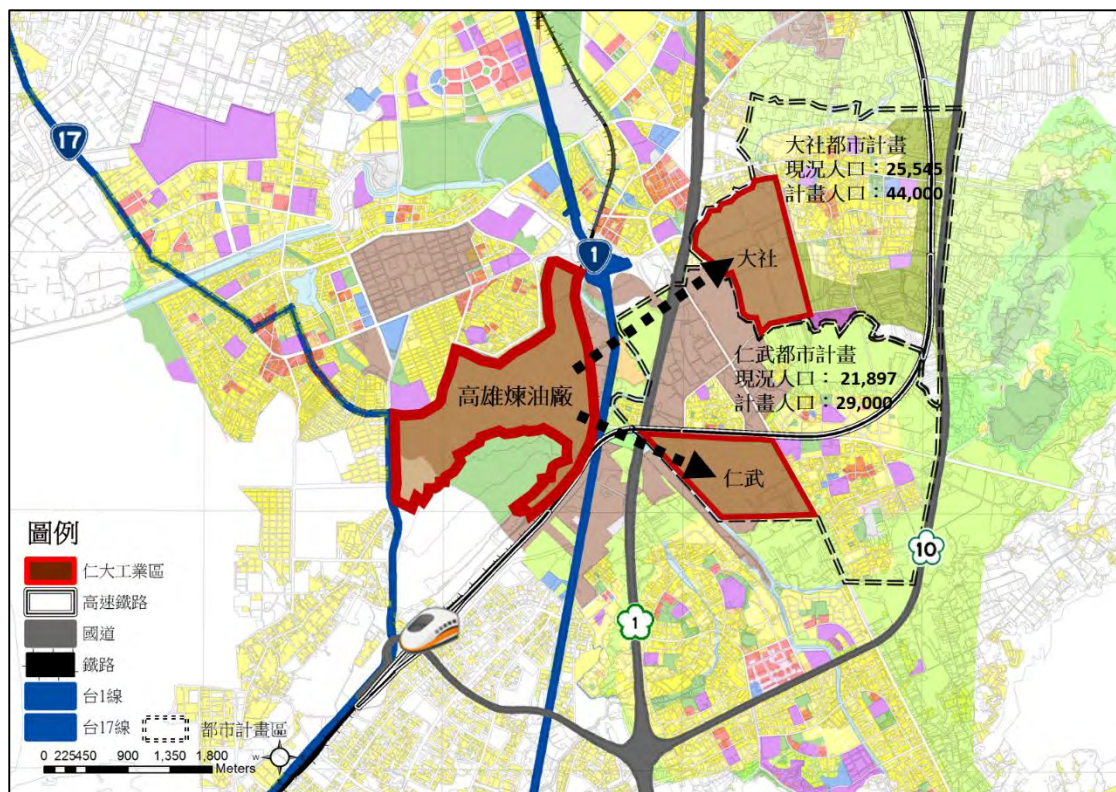 17
大社都市計畫
現況人口：25,545
計畫人口：44,000
1
大社
仁武都市計畫
現況人口：21,897
計畫人口：29,000
高雄煉油廠
仁武
10
1
圖例
仁大工業區
高速鐵路
國道
鐵路
台1線
台17線
都市計畫區
0 225450 900 1,350 1,800
Meters
W